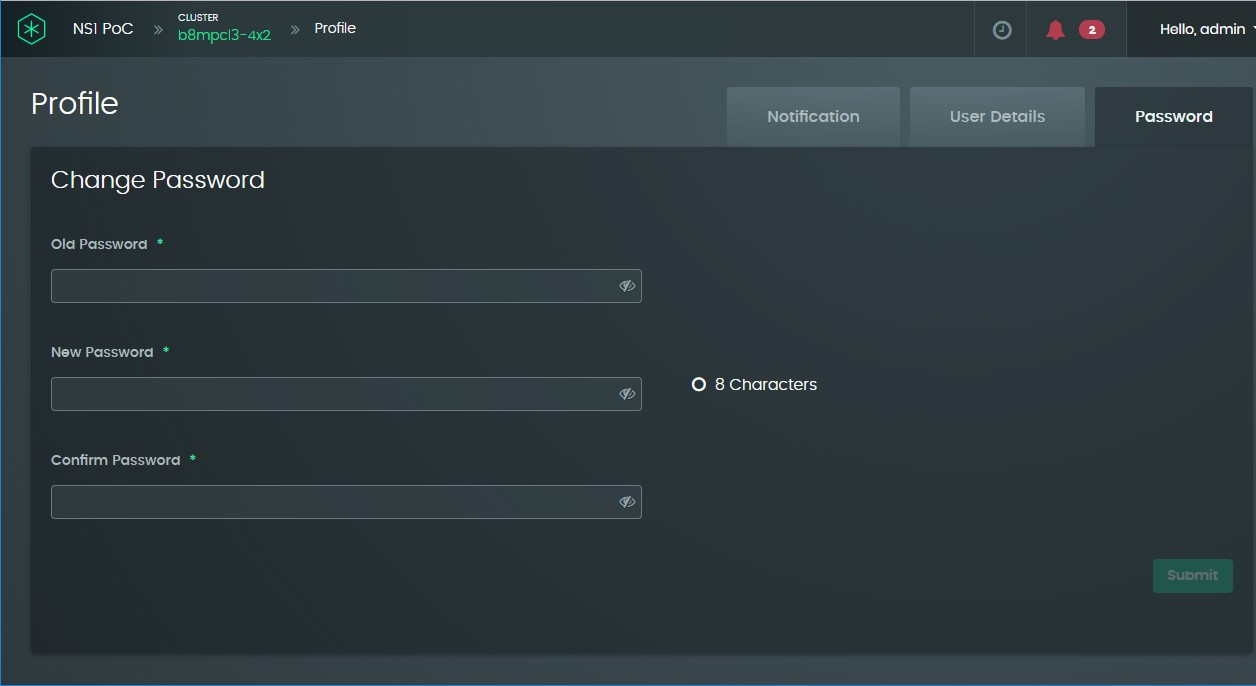 NS1 PoC » CLUSTER b8mpcl3-4x2 » Profile 2 Hello, admin
Profile
Notification User Details Password
Change Password
Old Password *
New Password *
8 Characters
Confirm Password *
Submit